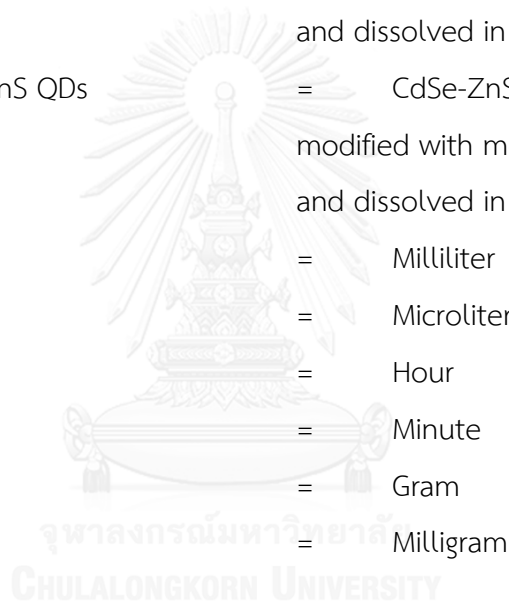 and dissolved in
nS QDs = CdSe-ZnS
modified with m
and dissolved in
= Milliliter
= Microliter
= Hour
= Minute
= Gram
= Milligram
จุฬาลงกรณ์มหาวิทยาลัย
CHULALONGKORN UNIVERSITY